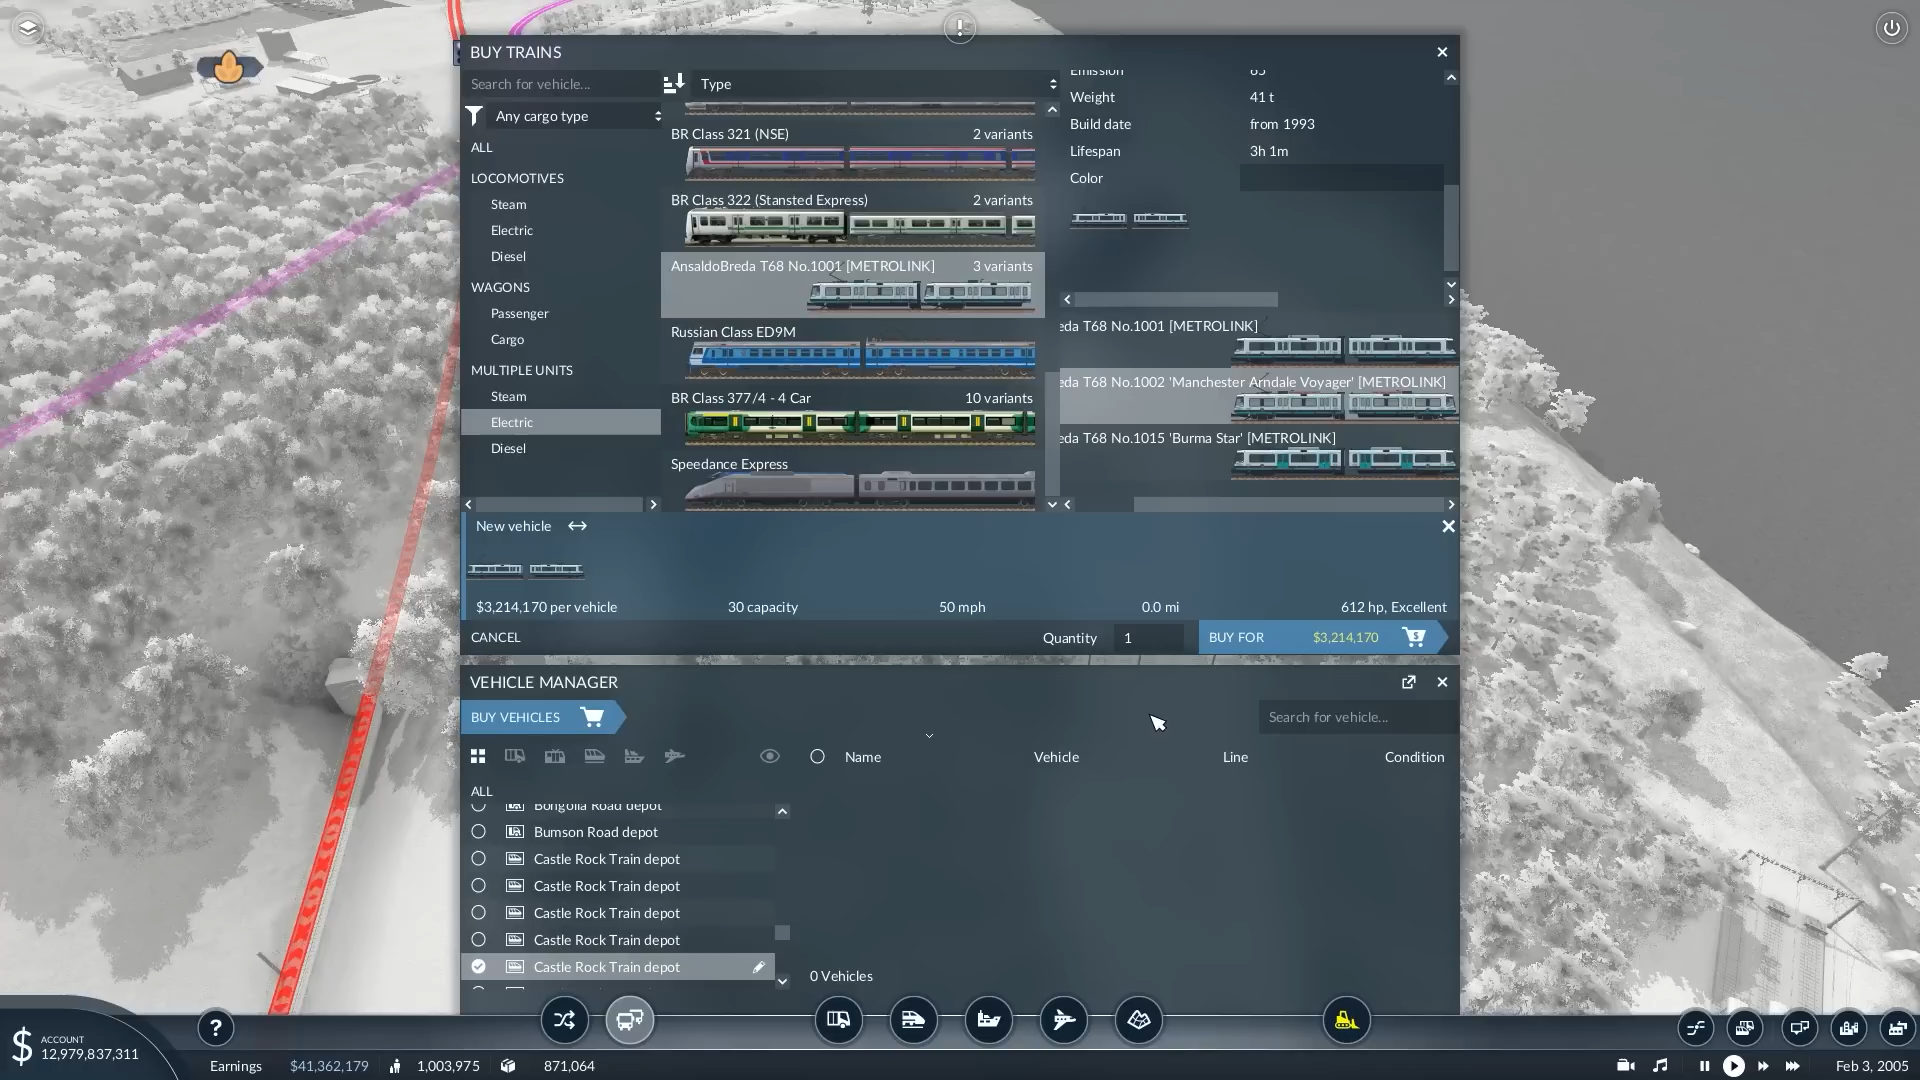 BUY TRAINS
Search for vehicle...
Type
Any cargo type
ALL
LOCOMOTIVES
Steam
Electric
Diesel
WAGONS
Passenger
Cargo
MULTIPLE UNITS
Steam
Electric
Diesel
BR Class 321 (NSE) 2 variants
BR Class 322 (Stansted Express) 2 variants
AnsaldoBreda T68 No.1001 [METROLINK] 3 variants
Russian Class ED9M
BR Class 377/4 - 4 Car 10 variants
Speedance Express
Emission 65
Weight 41 t
Build date from 1993
Lifespan 3h 1m
Color
eda T68 No.1001 [METROLINK]
eda T68 No.1002 'Manchester Arndale Voyager' [METROLINK]
eda T68 No.1015 'Burma Star' [METROLINK]
New vehicle
$3,214,170 per vehicle 30 capacity 50 mph 0.0 mi 612 hp, Excellent
CANCEL Quantity 1 BUY FOR $3,214,170
VEHICLE MANAGER
BUY VEHICLES
Search for vehicle...
Name Vehicle Line Condition
ALL
Bongolia Road depot
Bumson Road depot
Castle Rock Train depot
Castle Rock Train depot
Castle Rock Train depot
Castle Rock Train depot
Castle Rock Train depot
0 Vehicles
?
$ ACCOUNT
12,979,837,311
Earnings $41,362,179 1,003,975 871,064 Feb 3, 2005